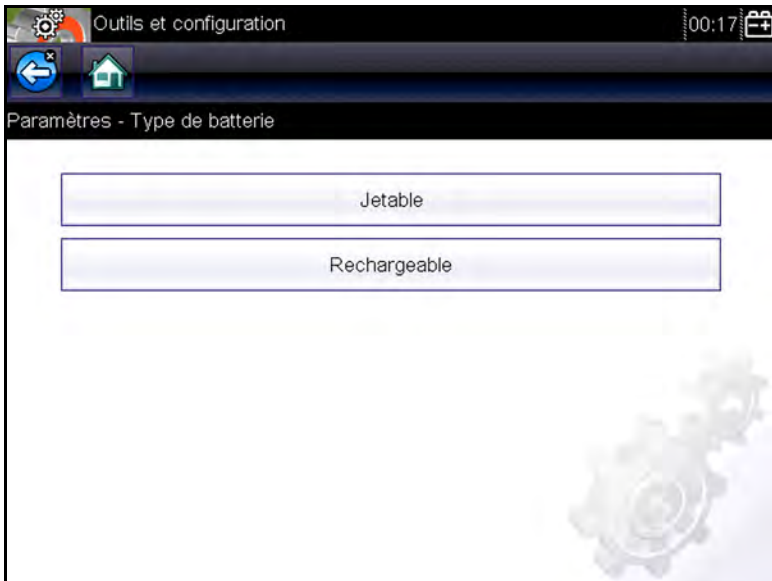 Outils et configuration 00:17
Paramètres - Type de batterie
Jetable
Rechargeable